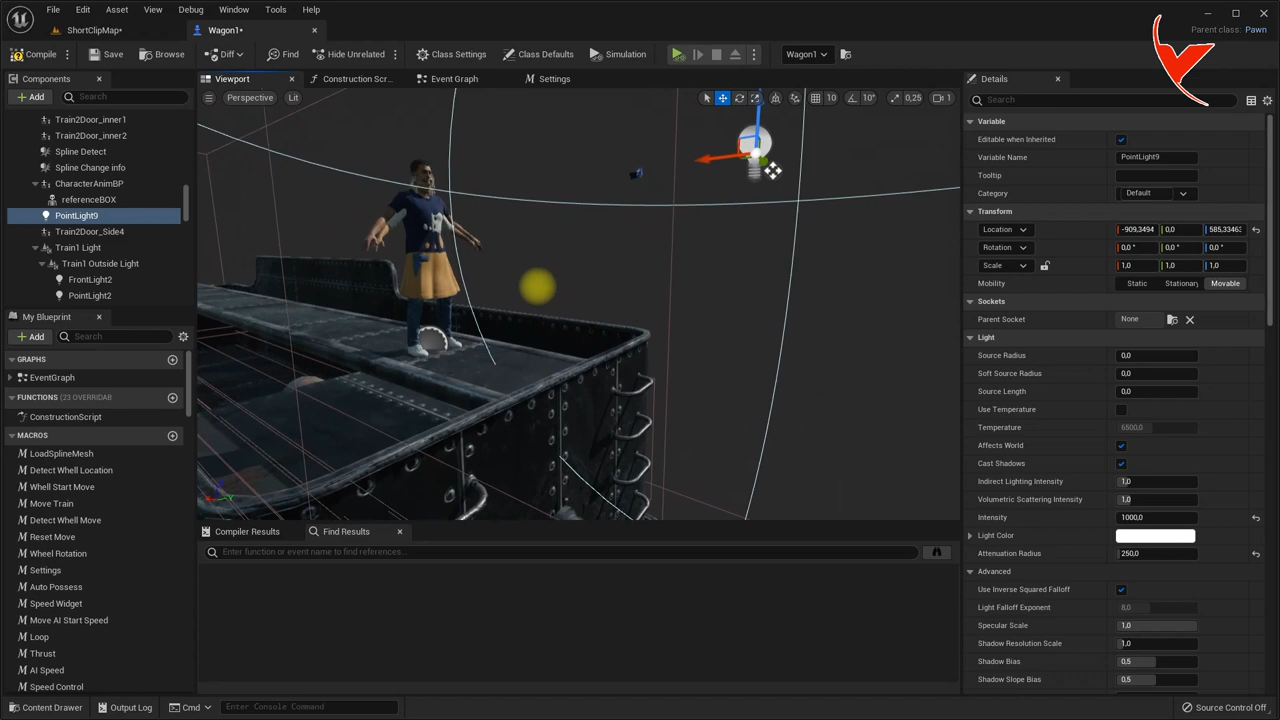 File Edit Asset View Debug Window Tools Help
ShortClipMap•
Wagon1•
Parent class: Pawn
Compile Save Browse Diff Find Hide Unrelated Class Settings Class Defaults Simulation Wagon1
Components
Add
Search
Train2Door_inner1
Train2Door_inner2
Spline Detect
Spline Change info
CharacterAnimBP
referenceBOX
PointLight9
Train2Door_Side4
Train1 Light
Train1 Outside Light
FrontLight2
PointLight2
My Blueprint
Add
Search
GRAPHS
EventGraph
FUNCTIONS (23 OVERRIDAB
ConstructionScript
MACROS
LoadSplineMesh
Detect Whell Location
Whell Start Move
Move Train
Detect Whell Move
Reset Move
Wheel Rotation
Settings
Auto Possess
Speed Widget
Move AI Start Speed
Loop
Thrust
AI Speed
Speed Control
Viewport Construction Scr... Event Graph Settings
Perspective Lit
10 10° 0,25 1
Compiler Results Find Results
Enter function or event name to find references...
Details
Search
Variable
Editable when Inherited
Variable Name PointLight9
Tooltip
Category Default
Transform
Location -909,3494 0,0 585,33463
Rotation 0,0 ° 0,0 ° 0,0 °
Scale 1,0 1,0 1,0
Mobility Static Stationary Movable
Sockets
Parent Socket None
Light
Source Radius 0,0
Soft Source Radius 0,0
Source Length 0,0
Use Temperature
Temperature 6500,0
Affects World
Cast Shadows
Indirect Lighting Intensity 1,0
Volumetric Scattering Intensity 1,0
Intensity 1000,0
Light Color
Attenuation Radius 250,0
Advanced
Use Inverse Squared Falloff
Light Falloff Exponent 8,0
Specular Scale 1,0
Shadow Resolution Scale 1,0
Shadow Bias 0,5
Shadow Slope Bias 0,5
Content Drawer Output Log Cmd Enter Console Command Source Control Off